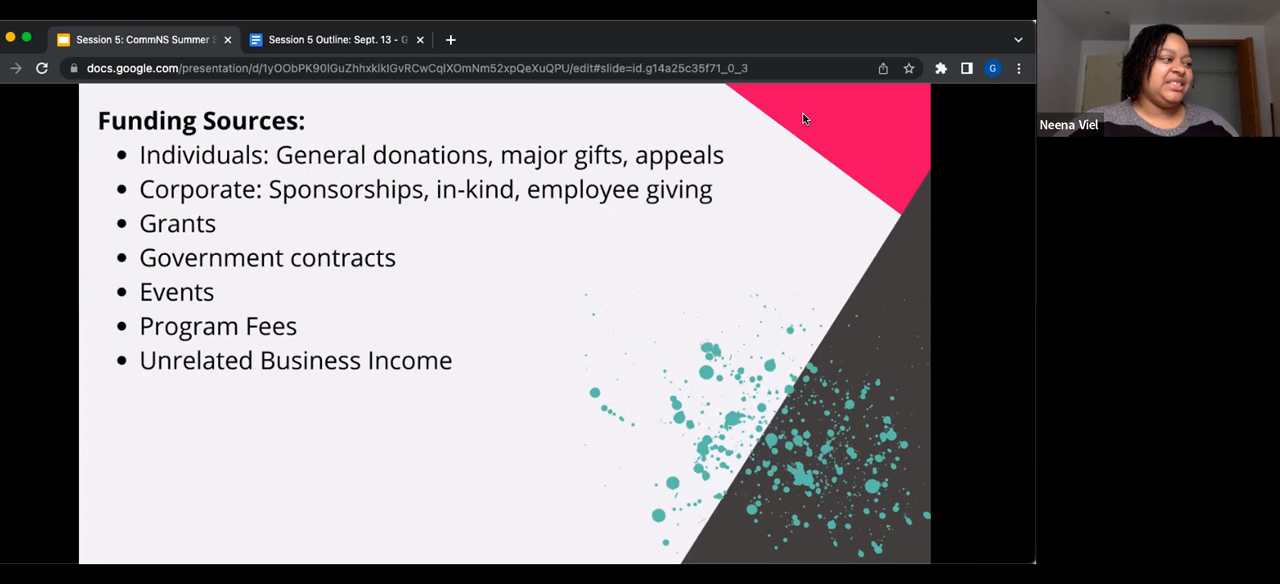 Session 5: CommNS Summer S
Session 5 Outline: Sept. 13 - G
docs.google.com/presentation/d/1yOObPK90lGuZhhxklkIGvRCwCqIXOmNm52xpQeXuQPU/edit#slide=id.g14a25c35f71_0_3
G
Neena Viel
Funding Sources:
• Individuals: General donations, major gifts, appeals
• Corporate: Sponsorships, in-kind, employee giving
• Grants
• Government contracts
• Events
• Program Fees
• Unrelated Business Income